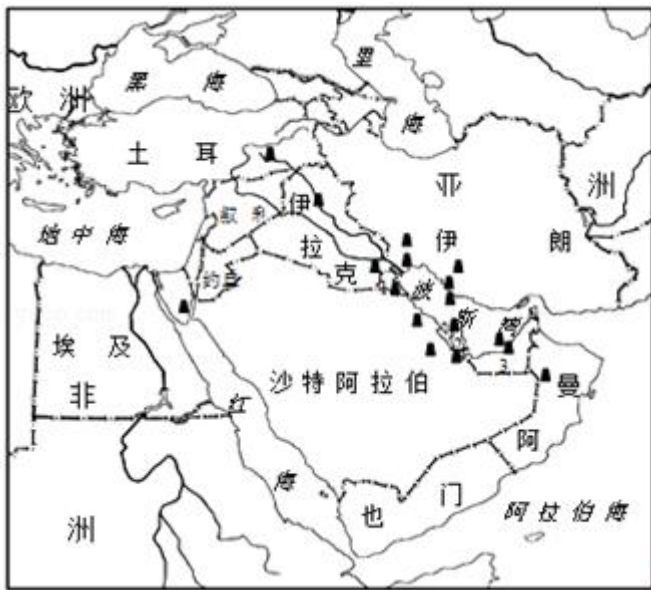 黑海
里海
欧洲
土耳
亚洲
叙利
伊拉克
伊朗
地中海
约旦
波斯湾
埃及
沙特阿拉伯
3
阿曼
非洲
红海
也门
阿拉伯海